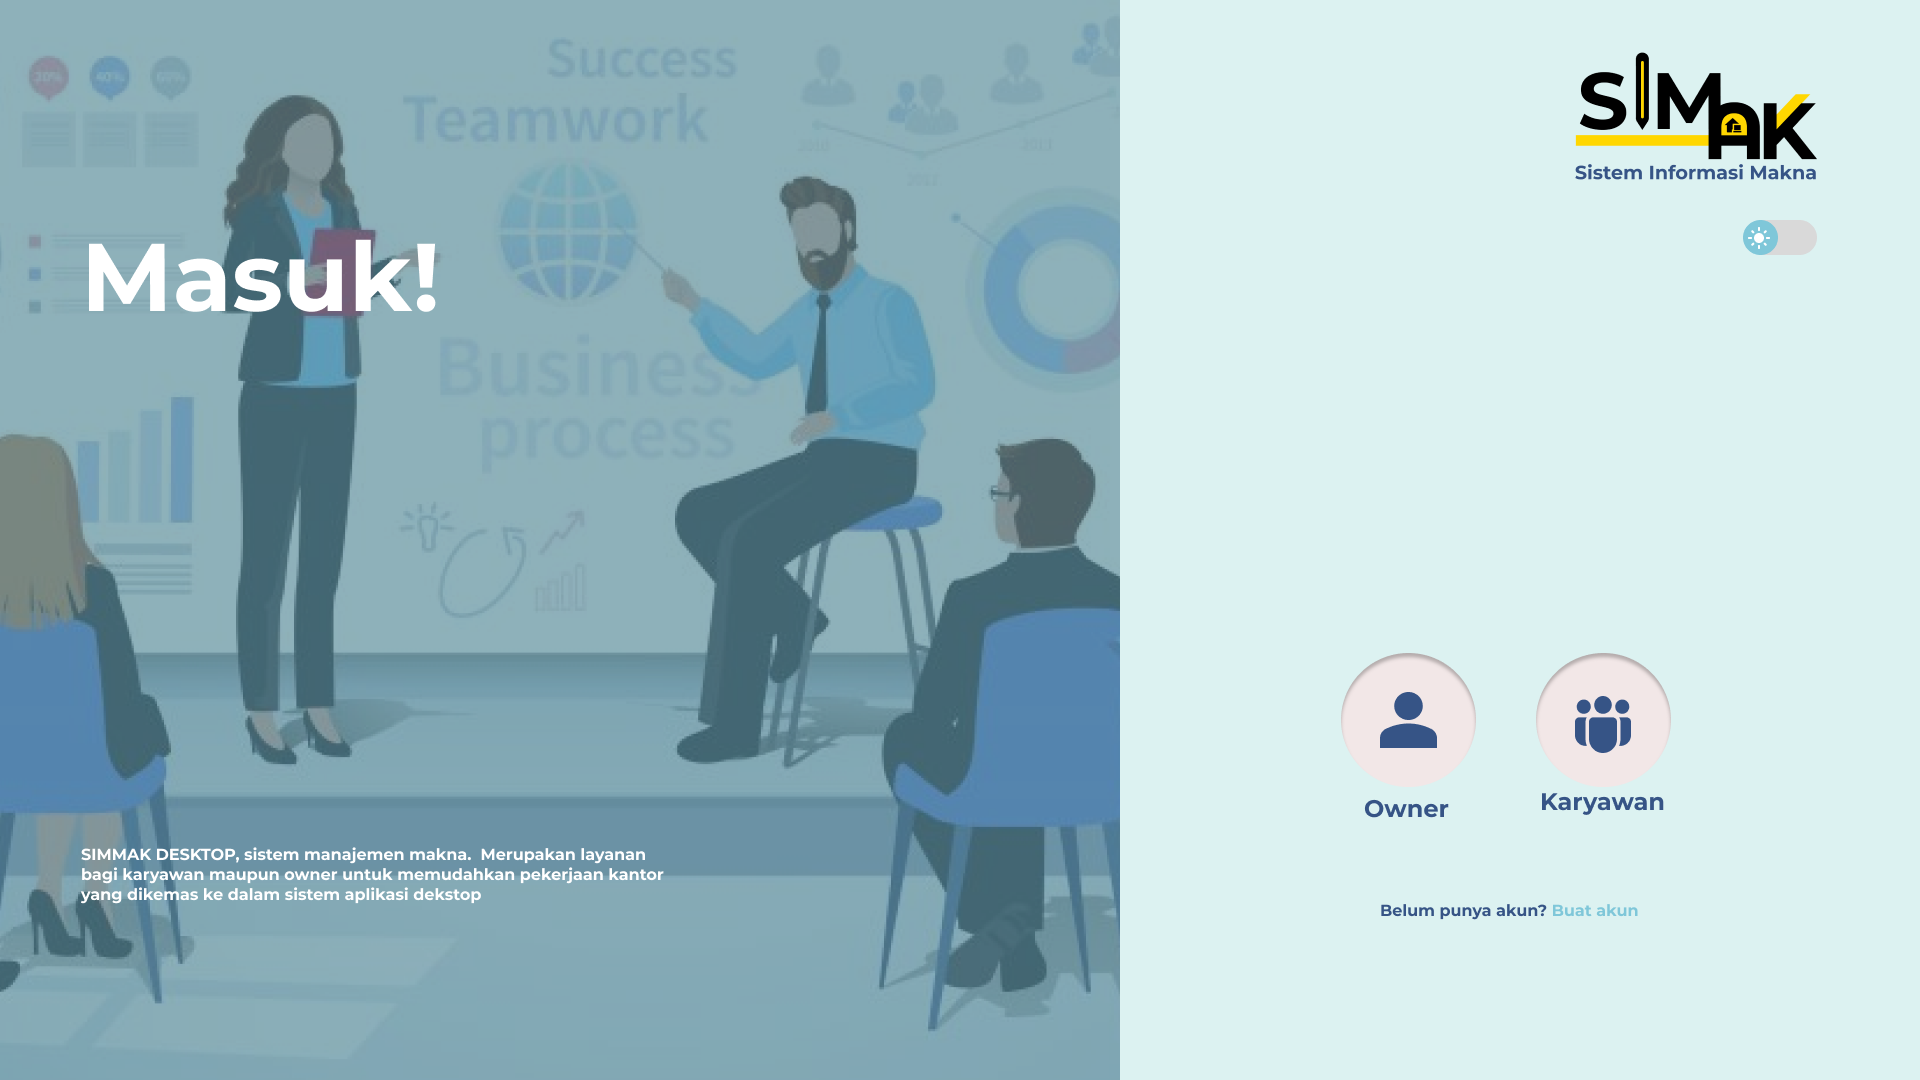 20%
40%
60%
Success
Teamwork
2010
2012
2013
Masuk!
Business
process
SIMMAK DESKTOP, sistem manajemen makna.  Merupakan layanan
bagi karyawan maupun owner untuk memudahkan pekerjaan kantor
yang dikemas ke dalam sistem aplikasi dekstop
SIMAK
Sistem Informasi Makna
Owner
Karyawan
Belum punya akun? Buat akun